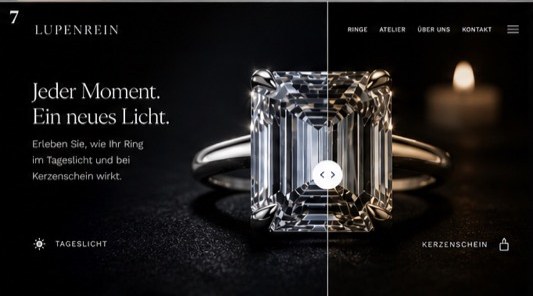 7
LUPENREIN
RINGE ATELIER ÜBER UNS KONTAKT
Jeder Moment.
Ein neues Licht.
Erleben Sie, wie Ihr Ring
im Tageslicht und bei
Kerzenschein wirkt.
TAGESLICHT
KERZENSCHEIN